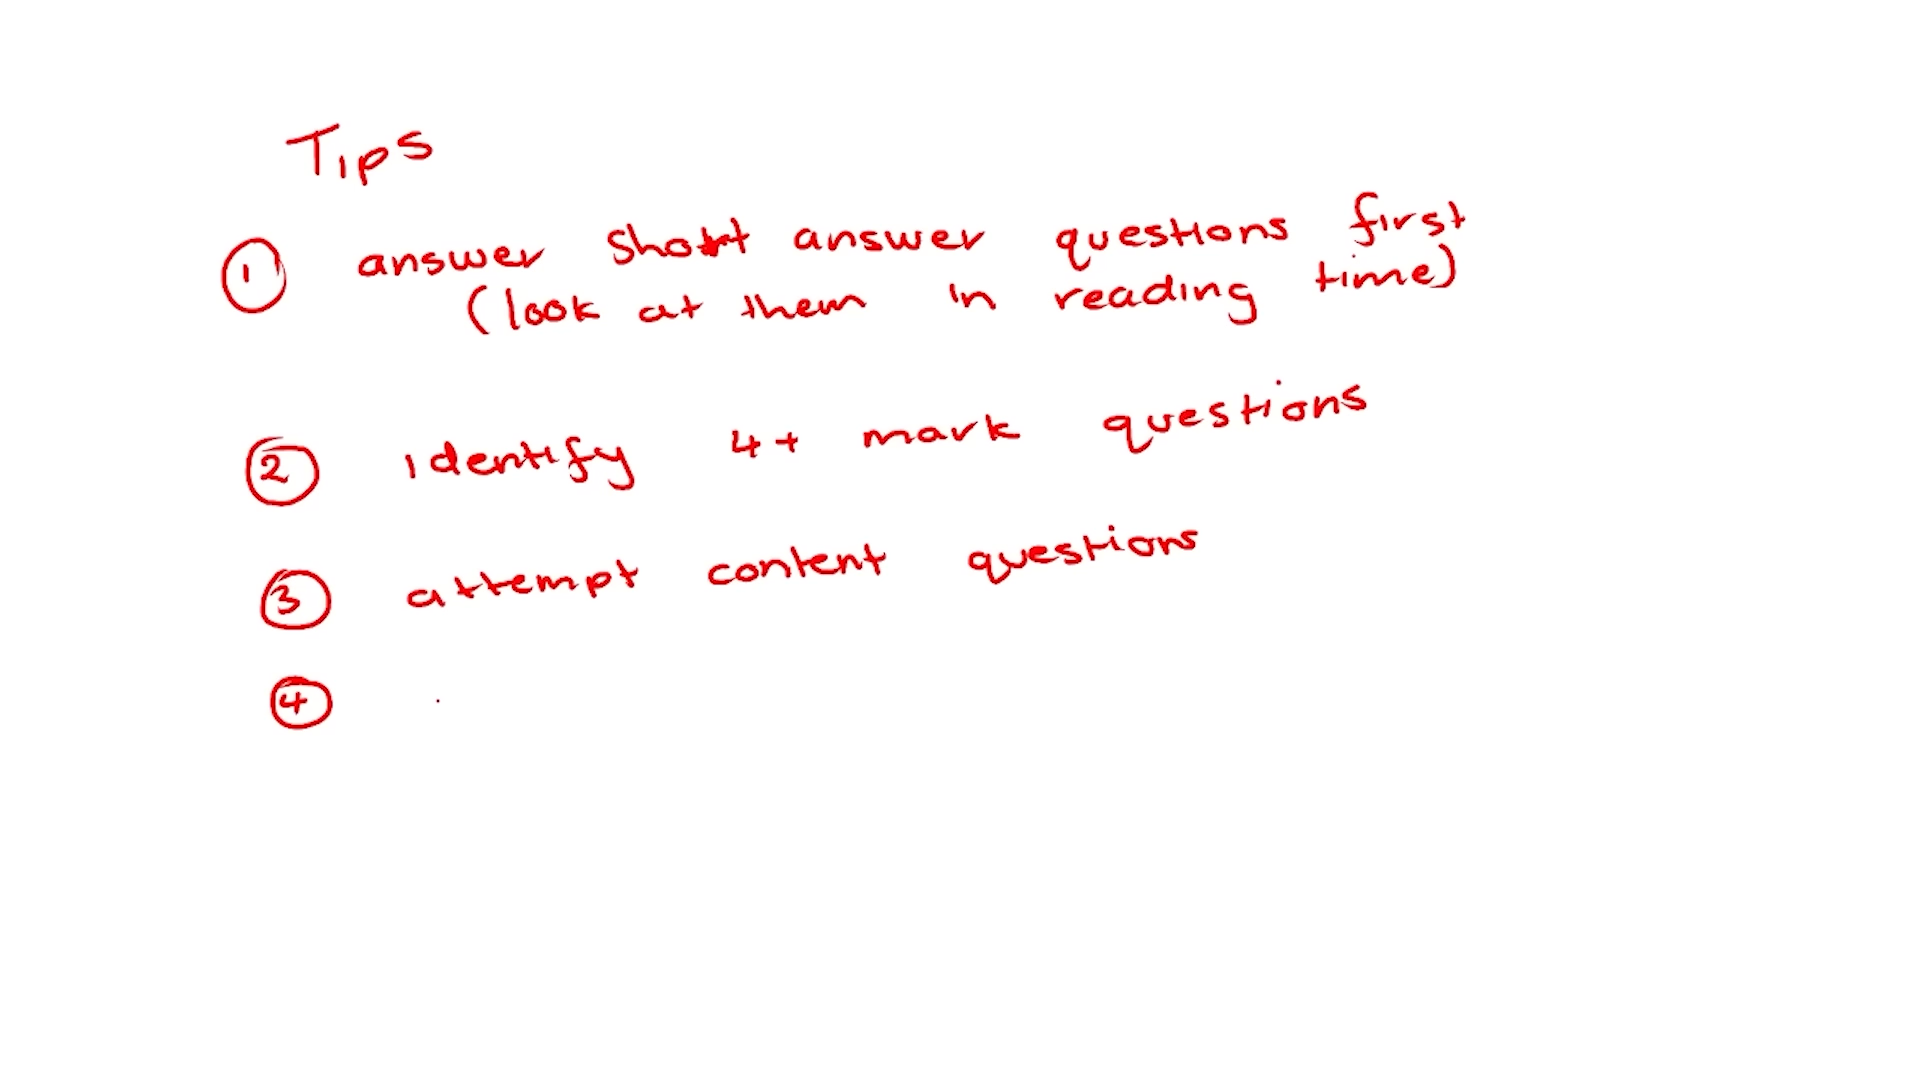 Tips
① answer short answer questions first
(look at them in reading time)
② identify 4+ mark questions
③ attempt content questions
④